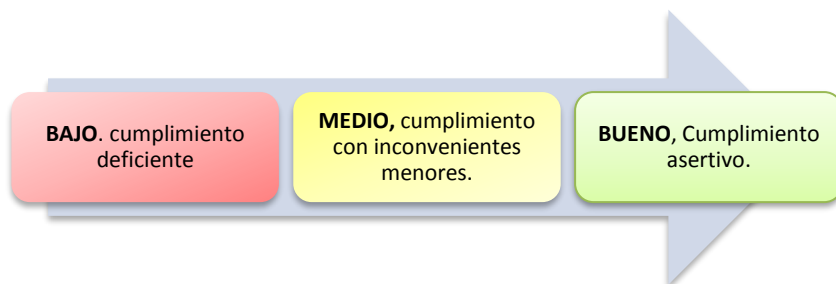 BAJO. cumplimiento
deficiente
MEDIO, cumplimiento
con inconvenientes
menores.
BUENO, Cumplimiento
asertivo.